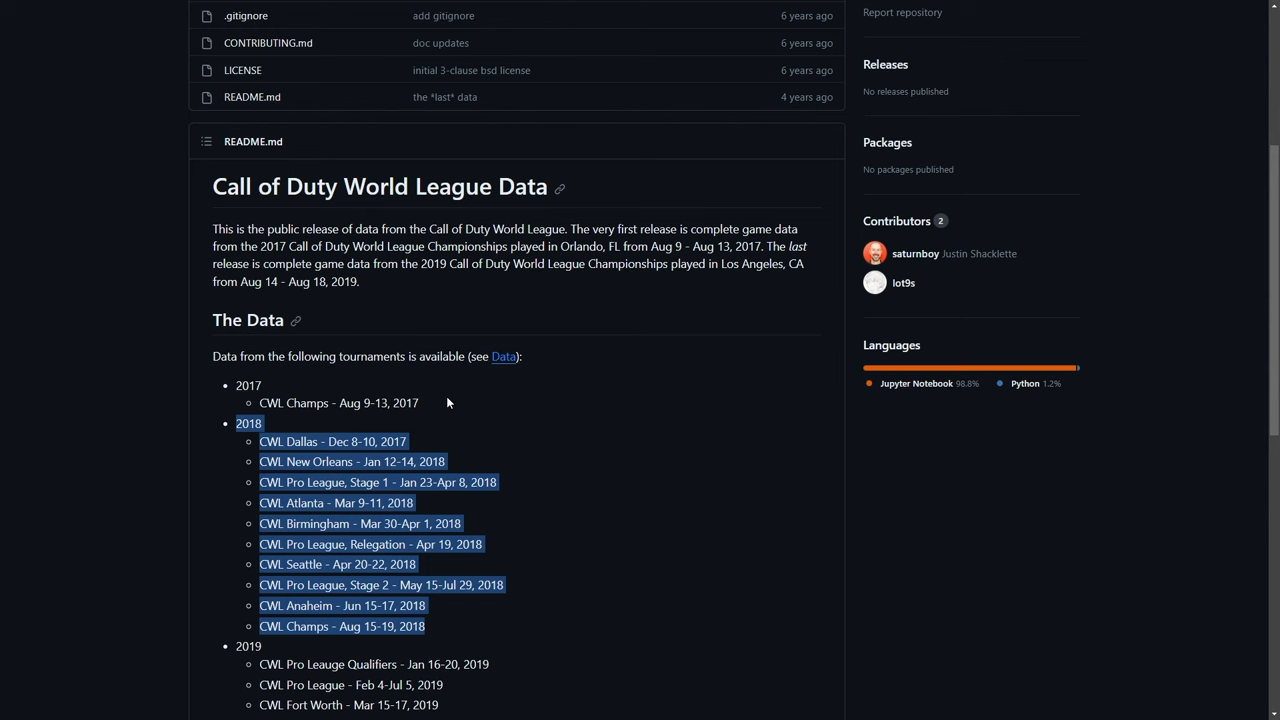 .gitignore add gitignore 6 years ago
CONTRIBUTING.md doc updates 6 years ago
LICENSE initial 3-clause bsd license 6 years ago
README.md the *last* data 4 years ago
README.md
Call of Duty World League Data
This is the public release of data from the Call of Duty World League. The very first release is complete game data
from the 2017 Call of Duty World League Championships played in Orlando, FL from Aug 9 - Aug 13, 2017. The last
release is complete game data from the 2019 Call of Duty World League Championships played in Los Angeles, CA
from Aug 14 - Aug 18, 2019.
The Data
Data from the following tournaments is available (see Data):
2017
CWL Champs - Aug 9-13, 2017
2018
CWL Dallas - Dec 8-10, 2017
CWL New Orleans - Jan 12-14, 2018
CWL Pro League, Stage 1 - Jan 23-Apr 8, 2018
CWL Atlanta - Mar 9-11, 2018
CWL Birmingham - Mar 30-Apr 1, 2018
CWL Pro League, Relegation - Apr 19, 2018
CWL Seattle - Apr 20-22, 2018
CWL Pro League, Stage 2 - May 15-Jul 29, 2018
CWL Anaheim - Jun 15-17, 2018
CWL Champs - Aug 15-19, 2018
2019
CWL Pro Leauge Qualifiers - Jan 16-20, 2019
CWL Pro League - Feb 4-Jul 5, 2019
CWL Fort Worth - Mar 15-17, 2019
Report repository
Releases
No releases published
Packages
No packages published
Contributors 2
saturnboy Justin Shacklette
lot9s
Languages
Jupyter Notebook 98.8% Python 1.2%